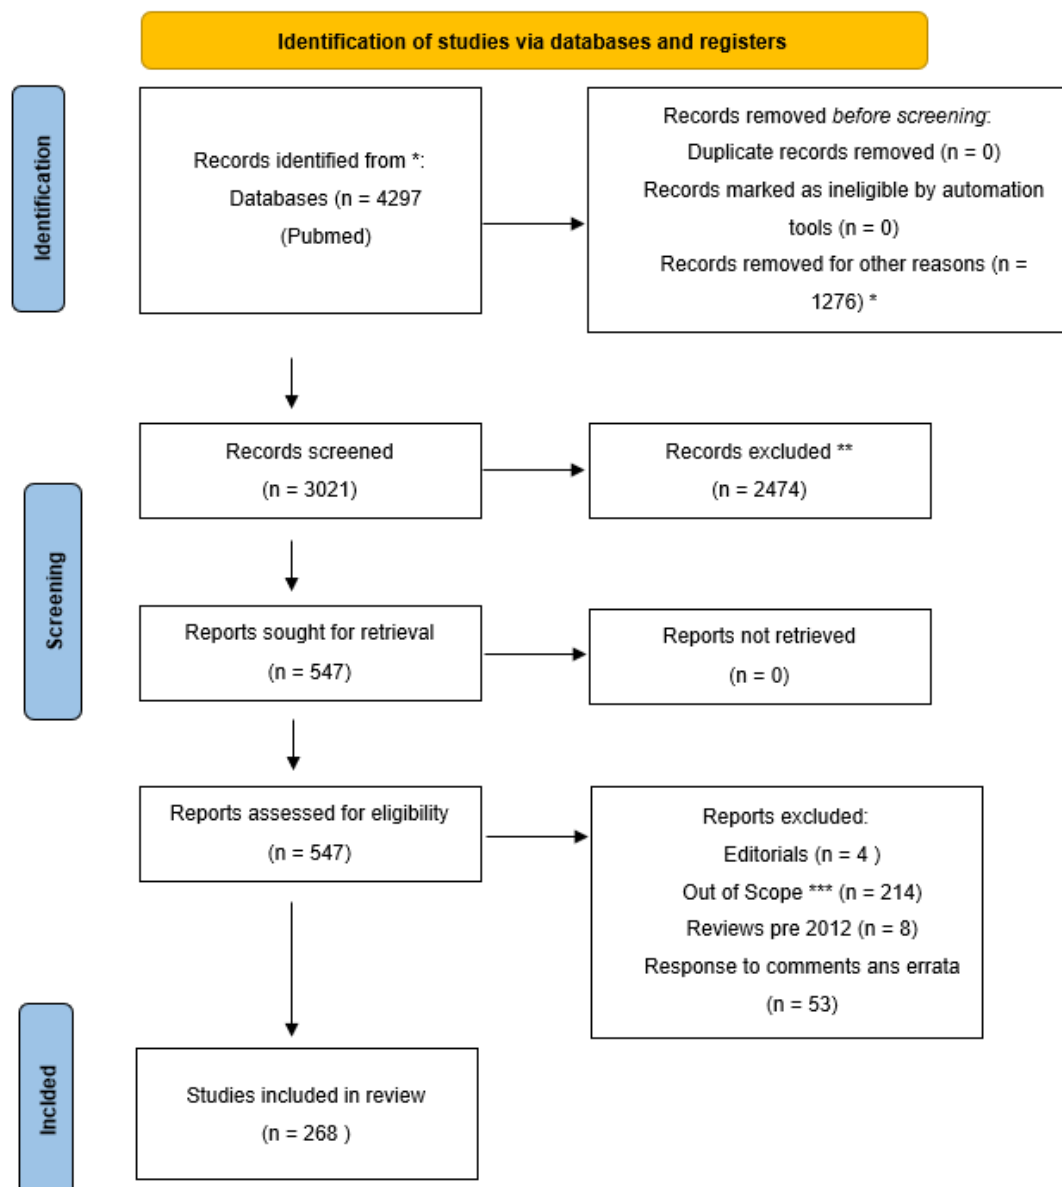 Identification of studies via databases and registers
Identification
Records identified from *:
Databases (n = 4297
(Pubmed)
Records removed before screening:
Duplicate records removed (n = 0)
Records marked as ineligible by automation
tools (n = 0)
Records removed for other reasons (n =
1276) *
Screening
Records screened
(n = 3021)
Records excluded **
(n = 2474)
Reports sought for retrieval
(n = 547)
Reports not retrieved
(n = 0)
Reports assessed for eligibility
(n = 547)
Reports excluded:
Editorials (n = 4 )
Out of Scope *** (n = 214)
Reviews pre 2012 (n = 8)
Response to comments ans errata
(n = 53)
Inclded
Studies included in review
(n = 268 )